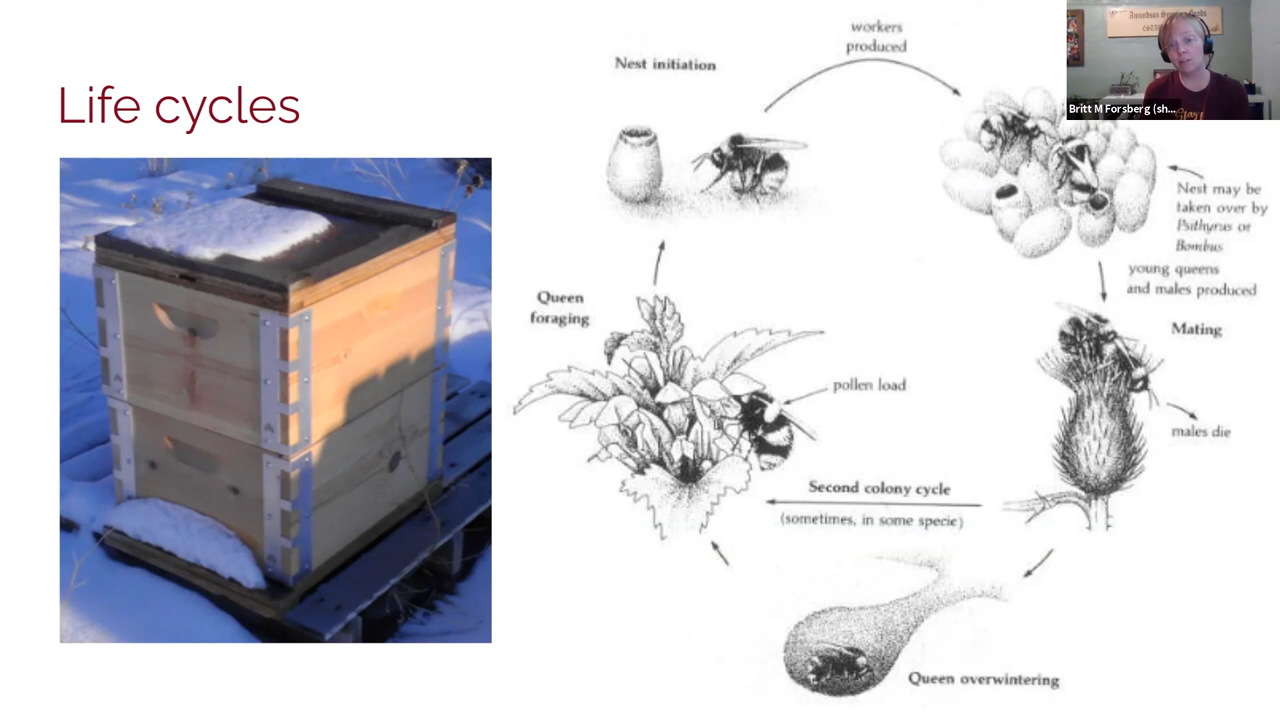 Life cycles
Nest initiation
workers
produced
Nest may be
taken over by
Psithyrus or
Bombus
young queens
and males produced
Mating
males die
Queen
foraging
pollen load
Second colony cycle
(sometimes, in some specie)
Queen overwintering
Britt M Forsberg (sh...